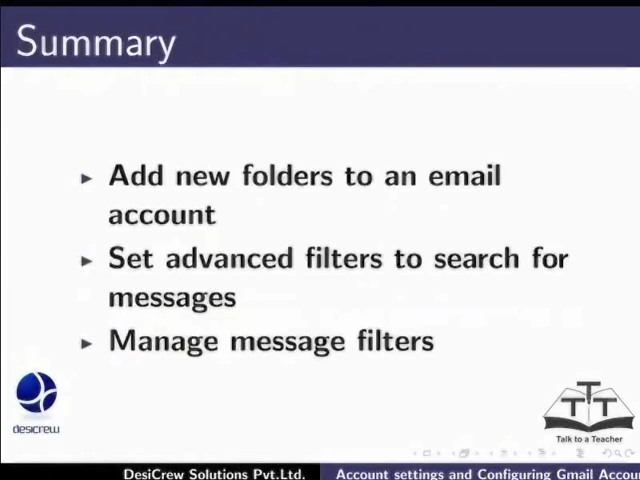 Summary
Add new folders to an email
account
Set advanced filters to search for
messages
Manage message filters
desicrew
TTT
Talk to a Teacher
DesiCrew Solutions Pvt.Ltd.
Account settings and Configuring Gmail Accou